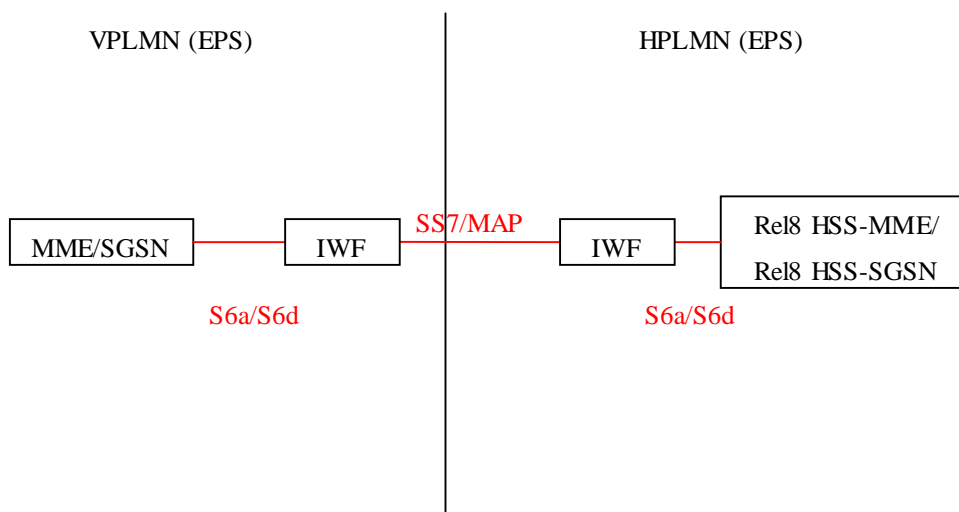 VPLMN (EPS)
HPLMN (EPS)
MME/SGSN
IWF
SS7/MAP
IWF
Rel8 HSS-MME/
Rel8 HSS-SGSN
S6a/S6d
S6a/S6d